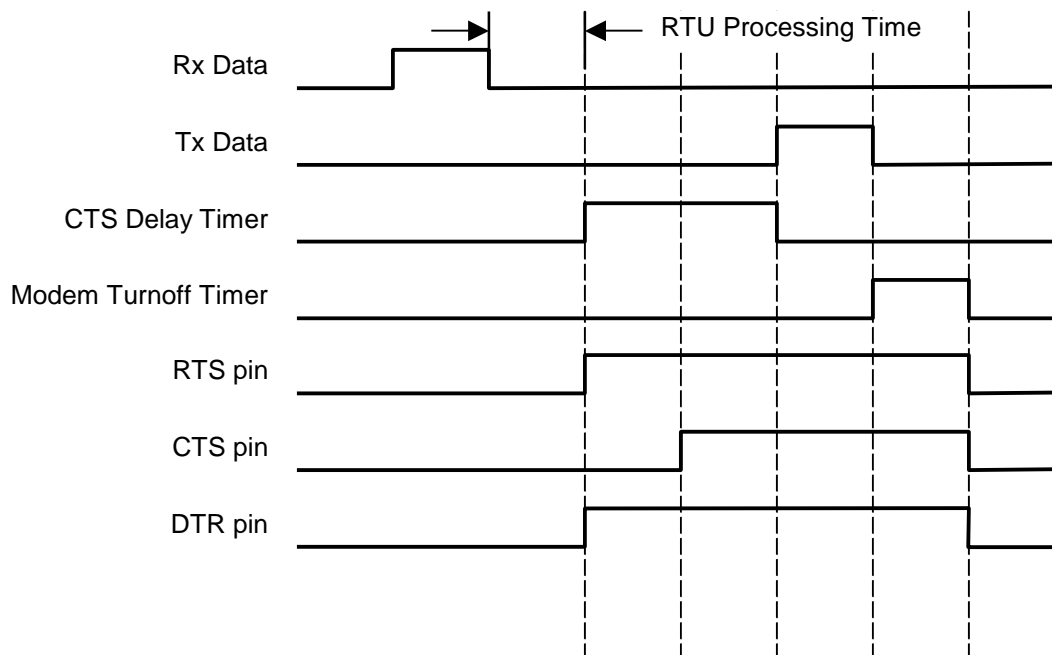 RTU Processing Time
Rx Data
Tx Data
CTS Delay Timer
Modem Turnoff Timer
RTS pin
CTS pin
DTR pin